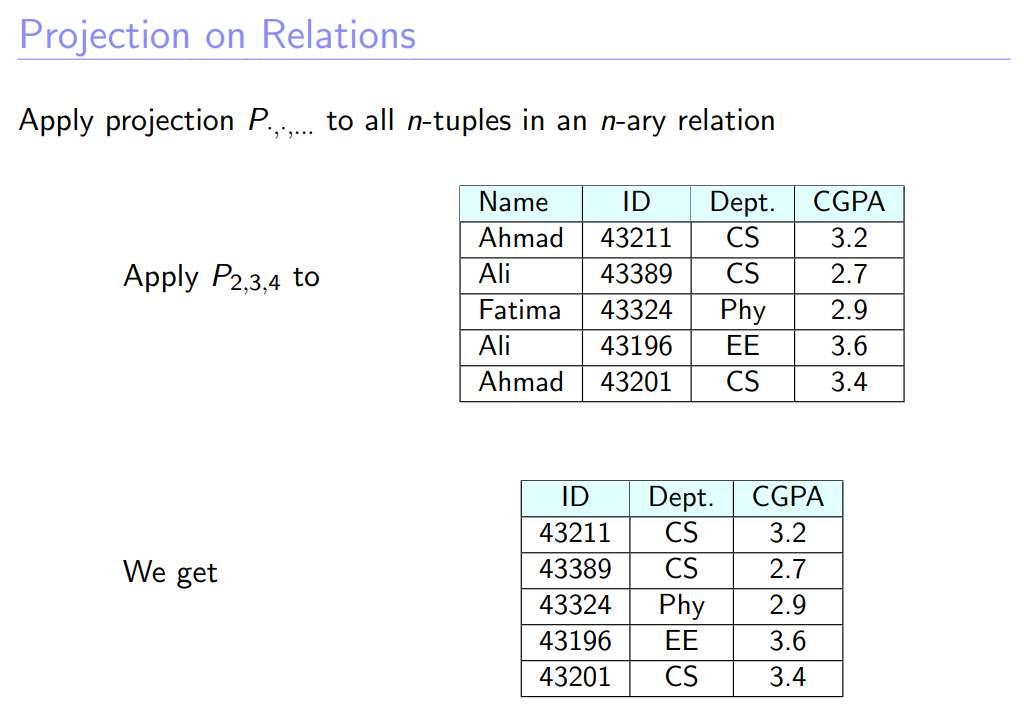 Projection on Relations
Apply projection P.,.,... to all n-tuples in an n-ary relation
Apply P2,3,4 to
Name ID Dept. CGPA
Ahmad 43211 CS 3.2
Ali 43389 CS 2.7
Fatima 43324 Phy 2.9
Ali 43196 EE 3.6
Ahmad 43201 CS 3.4
We get
ID Dept. CGPA
43211 CS 3.2
43389 CS 2.7
43324 Phy 2.9
43196 EE 3.6
43201 CS 3.4